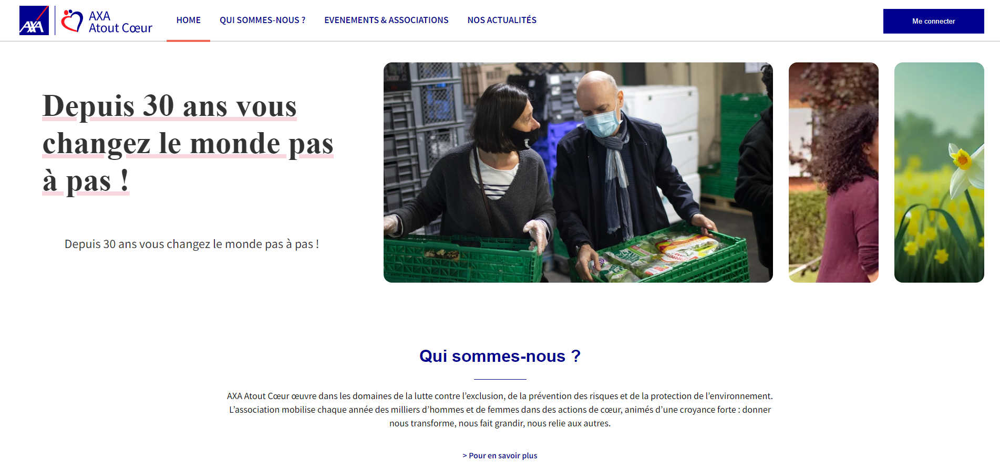 AXA
AXA
Atout Cœur
HOME
QUI SOMMES-NOUS ?
EVENEMENTS & ASSOCIATIONS
NOS ACTUALITÉS
Me connecter
Depuis 30 ans vous
changez le monde pas
à pas !
Depuis 30 ans vous changez le monde pas à pas !
Qui sommes-nous ?
AXA Atout Cœur œuvre dans les domaines de la lutte contre l’exclusion, de la prévention des risques et de la protection de l’environnement.
L’association mobilise chaque année des milliers d’hommes et de femmes dans des actions de cœur, animés d’une croyance forte : donner
nous transforme, nous fait grandir, nous relie aux autres.
> Pour en savoir plus